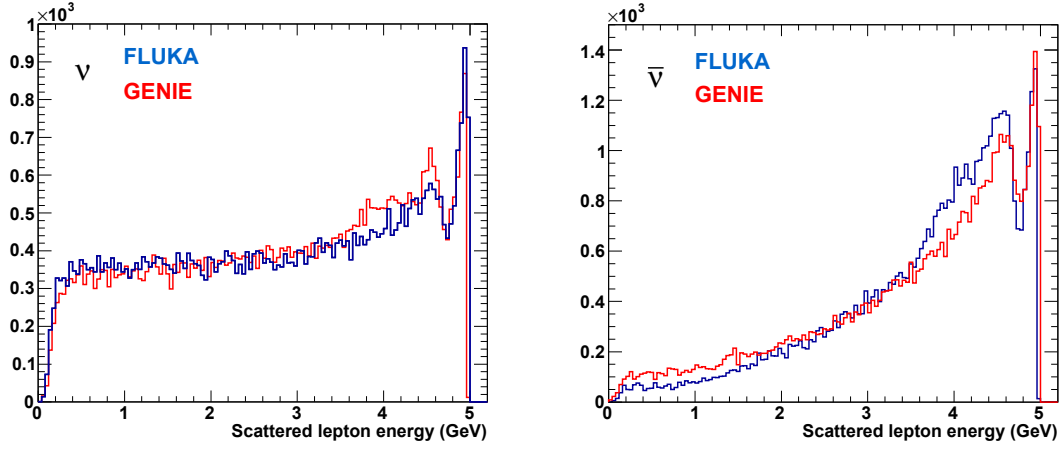 ×10³
1
0.9
0.8
0.7
0.6
0.5
0.4
0.3
0.2
0.1
0
ν
FLUKA
GENIE
0 1 2 3 4 5
Scattered lepton energy (GeV)
×10³
1.4
1.2
1
0.8
0.6
0.4
0.2
0
ν̄
FLUKA
GENIE
0 1 2 3 4 5
Scattered lepton energy (GeV)